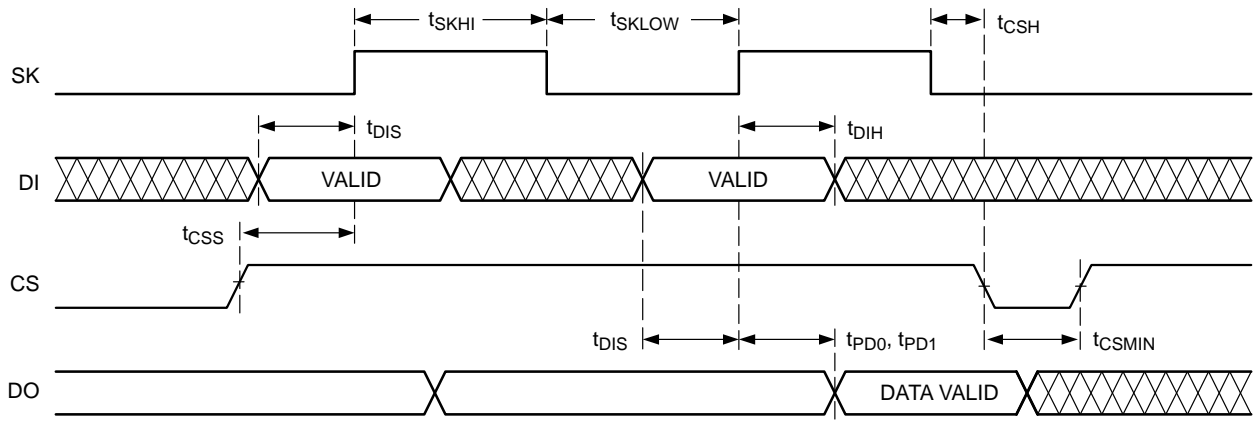 tSKHI tSKLOW tCSH
SK
tDIS tDIH
DI VALID VALID
tCSS
CS
tDIS tPD0, tPD1 tCSMIN
DO DATA VALID